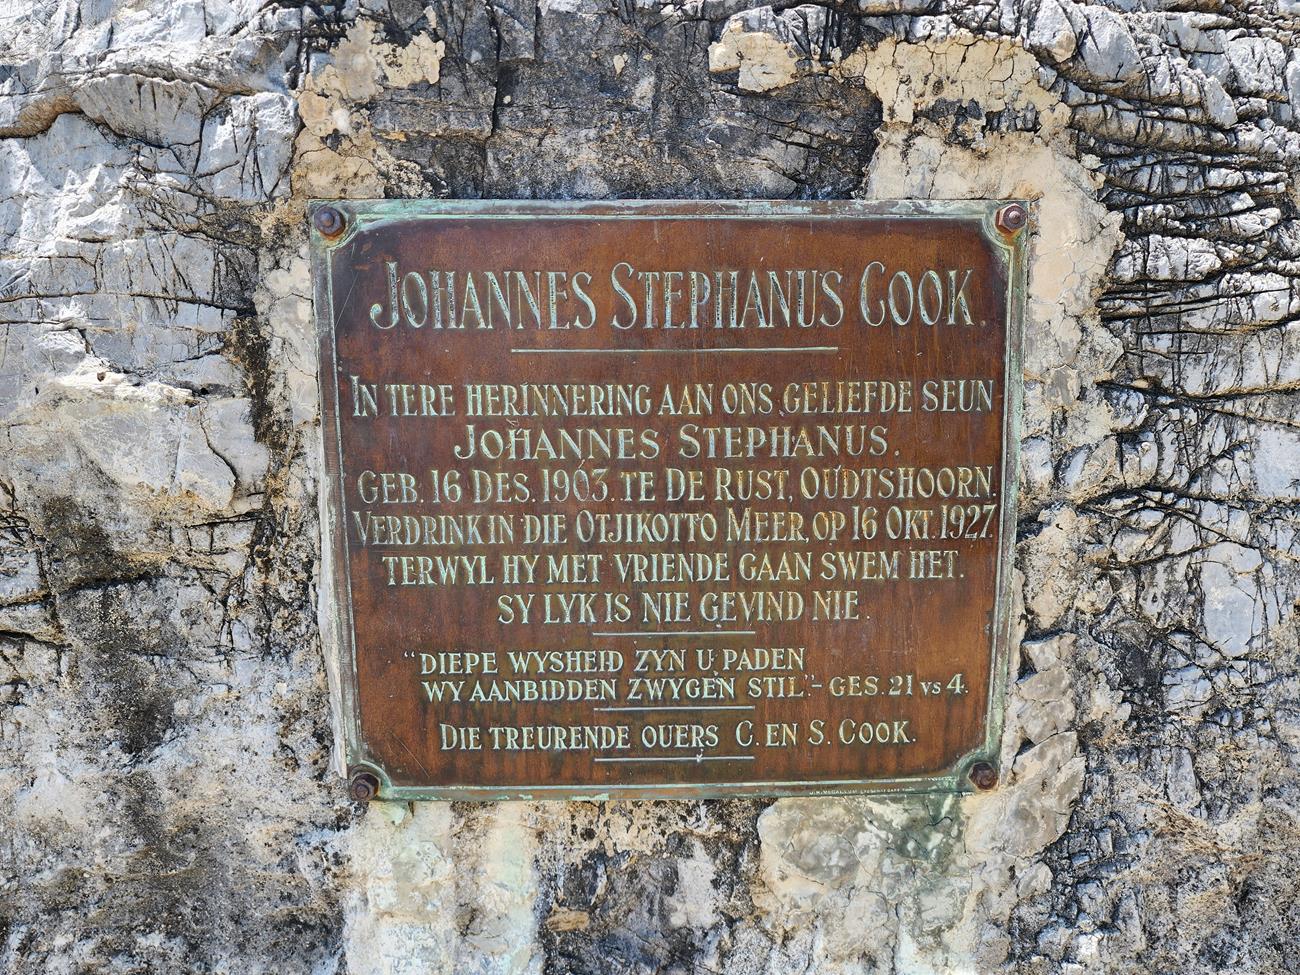 JOHANNES STEPHANUS COOK.
IN TERE HERINNERING AAN ONS GELIEFDE SEUN
JOHANNES STEPHANUS.
GEB. 16 DES. 1903. TE DE RUST, OUDTSHOORN.
VERDRINK IN DIE OTJIKOTTO MEER, OP 16 OKT. 1927.
TERWYL HY MET VRIENDE GAAN SWEM HET.
SY LYK IS NIE GEVIND NIE.
"DIEPE WYSHEID ZYN U PADEN
WY AANBIDDEN ZWYGEN STIL." - GES. 21 vs 4.
DIE TREURENDE OUERS C. EN S. COOK.